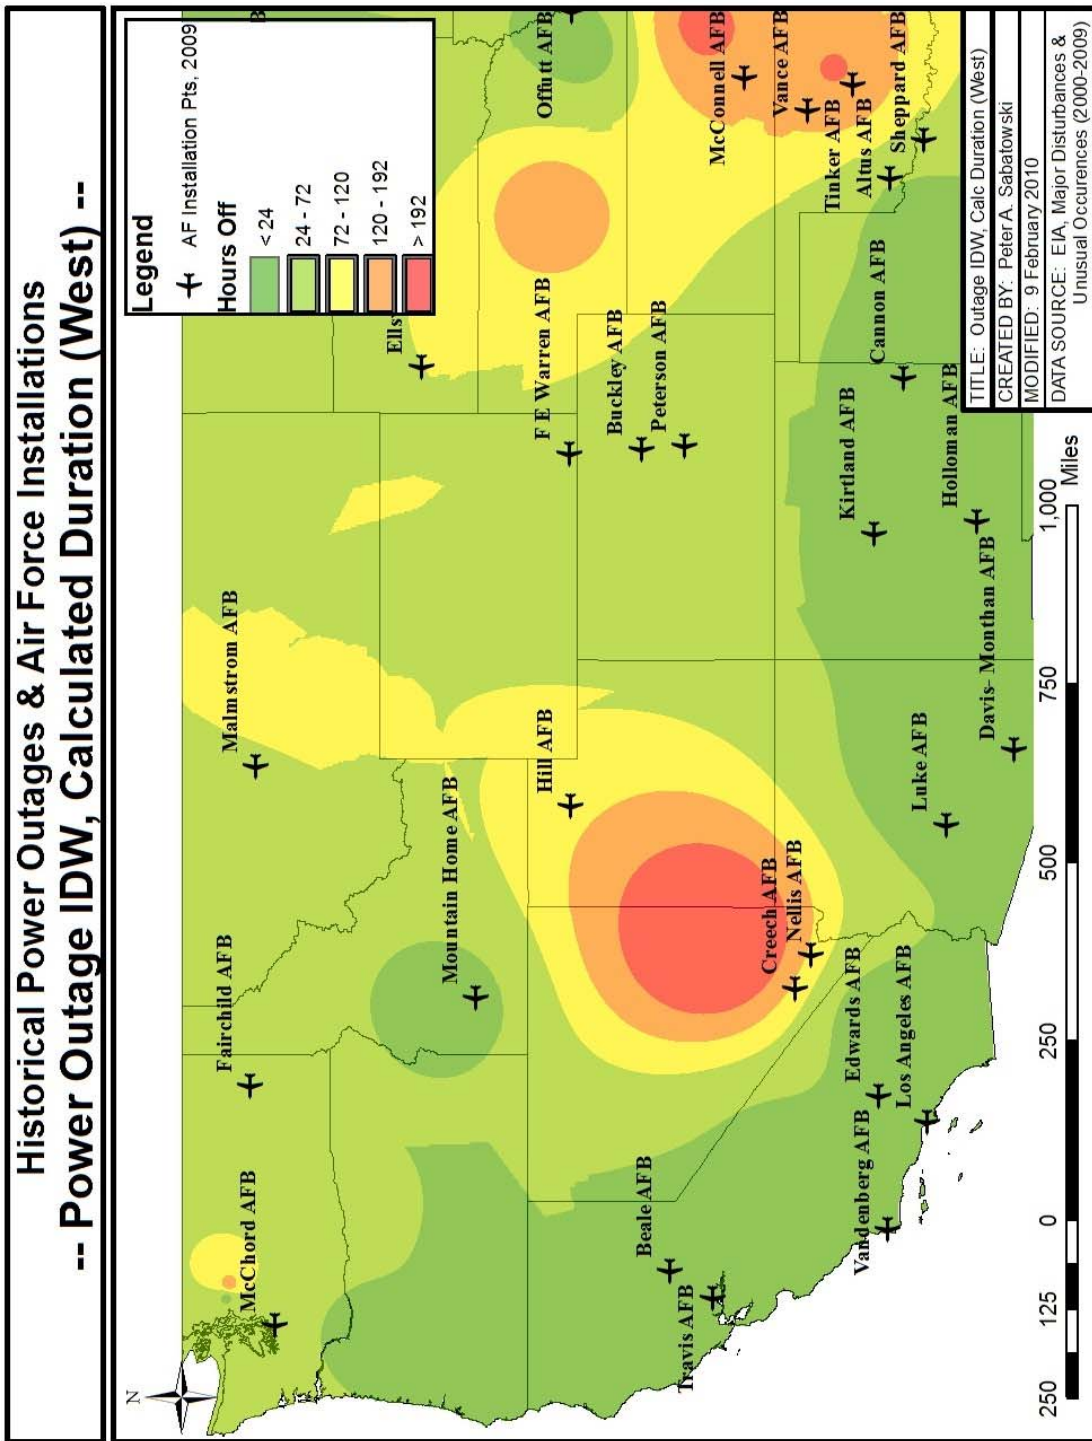 Historical Power Outages & Air Force Installations
-- Power Outage IDW, Calculated Duration (West) --
N
McChord AFB
Fairchild AFB
Malmstrom AFB
Mountain Home AFB
Hill AFB
Ells
F E Warren AFB
Buckley AFB
Peterson AFB
Offutt AFB
McConnell AFB
Vance AFB
Tinker AFB
Altus AFB
Sheppard AFB
Beale AFB
Travis AFB
Creech AFB
Nellis AFB
Edwards AFB
Los Angeles AFB
Vandenberg AFB
Luke AFB
Davis- Monthan AFB
Kirtland AFB
Cannon AFB
Holloman AFB
B
Legend
AF Installation Pts, 2009
Hours Off
< 24
24 - 72
72 - 120
120 - 192
> 192
250 125 0 250 500 750 1,000
Miles
TITLE: Outage IDW, Calc Duration (West)
CREATED BY: Peter A. Sabatowski
MODIFIED: 9 February 2010
DATA SOURCE: EIA, Major Disturbances &
Unusual Occurrences (2000-2009)